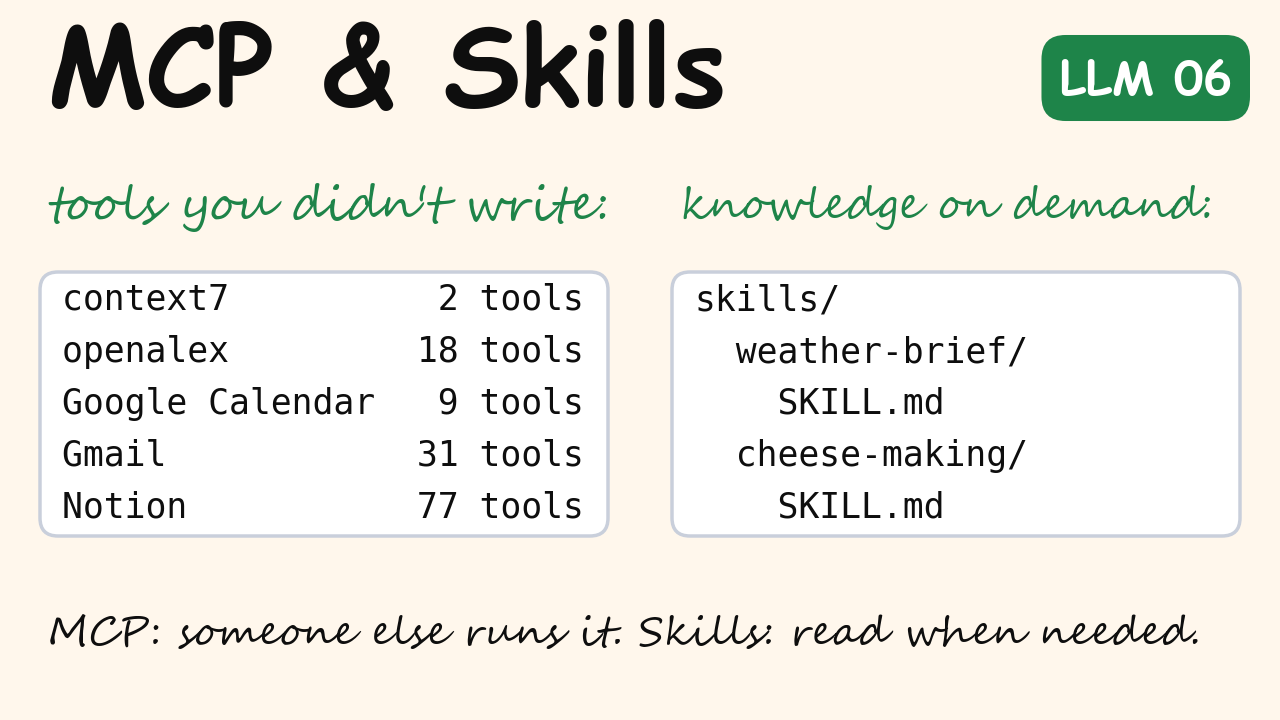 MCP & Skills
LLM 06
tools you didn't write:
context7 2 tools
openalex 18 tools
Google Calendar 9 tools
Gmail 31 tools
Notion 77 tools
knowledge on demand:
skills/
weather-brief/
SKILL.md
cheese-making/
SKILL.md
MCP: someone else runs it. Skills: read when needed.